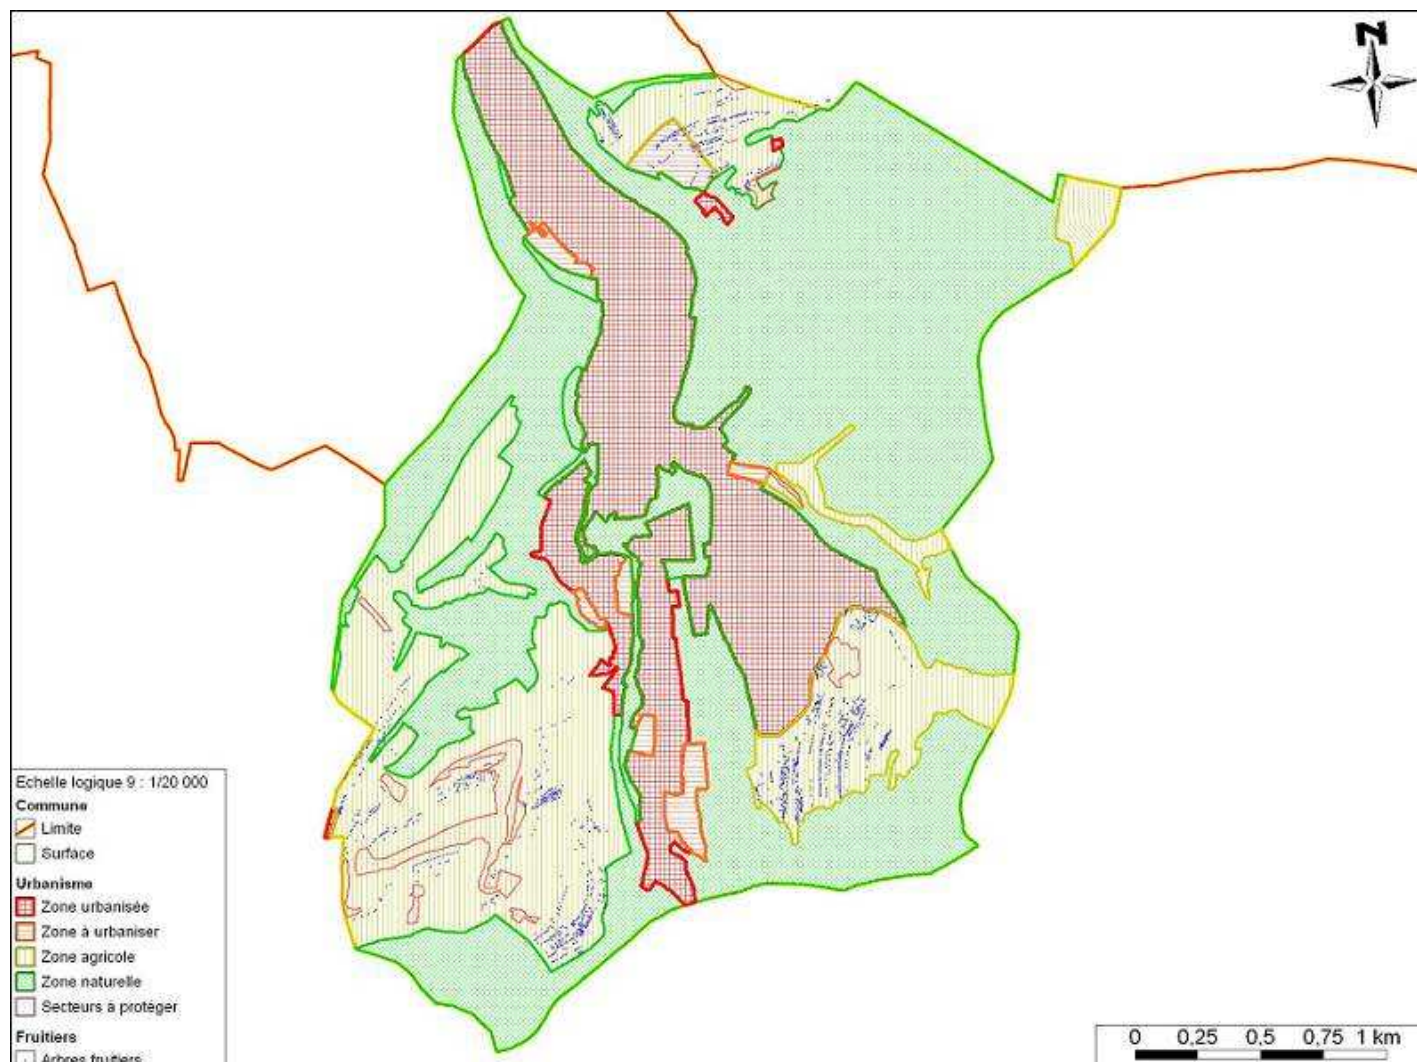 N
Echelle logique 9 : 1/20 000
Commune
Limite
Surface
Urbanisme
Zone urbanisée
Zone à urbaniser
Zone agricole
Zone naturelle
Secteurs à protéger
Fruitiers
Arbres fruitiers
0 0,25 0,5 0,75 1 km